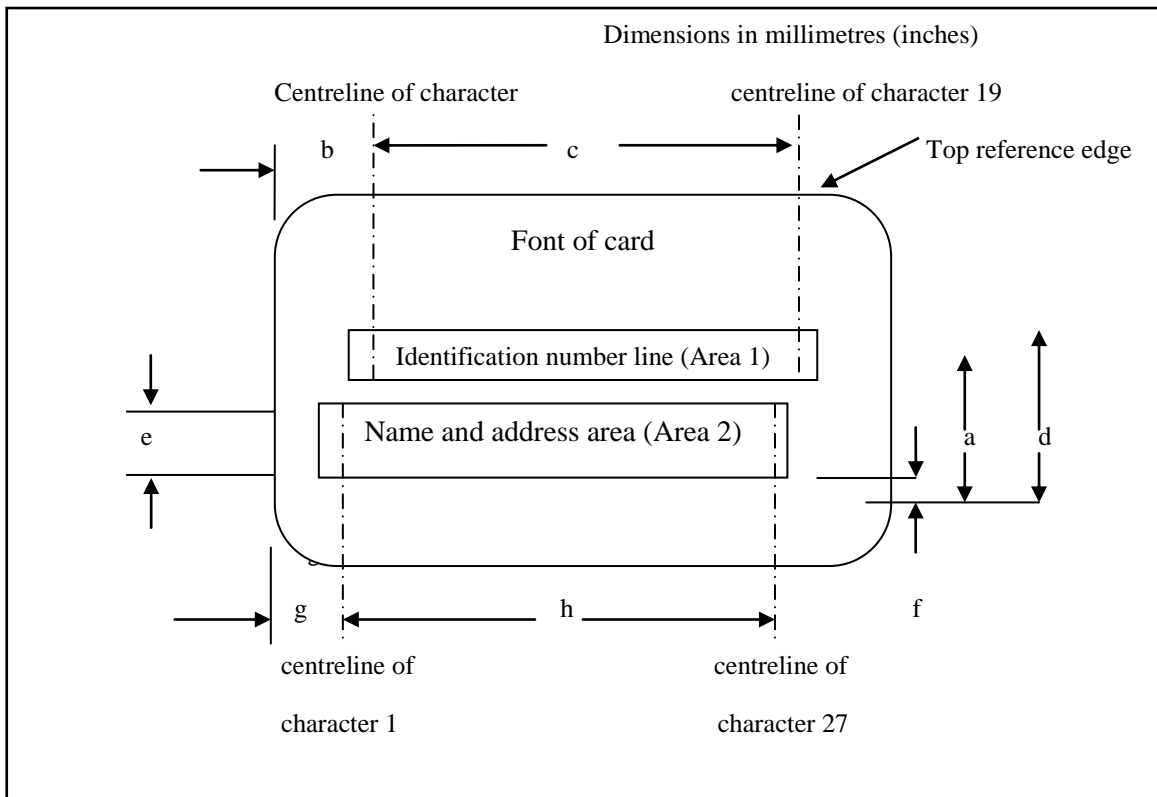 Dimensions in millimetres (inches)
Centreline of character
centreline of character 19
b
c
Top reference edge
Font of card
Identification number line (Area 1)
e
Name and address area (Area 2)
a
d
g
h
f
centreline of
character 1
centreline of
character 27